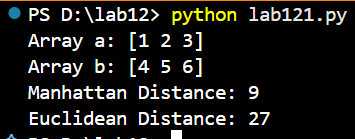 PS D:\lab12> python lab121.py
Array a: [1 2 3]
Array b: [4 5 6]
Manhattan Distance: 9
Euclidean Distance: 27